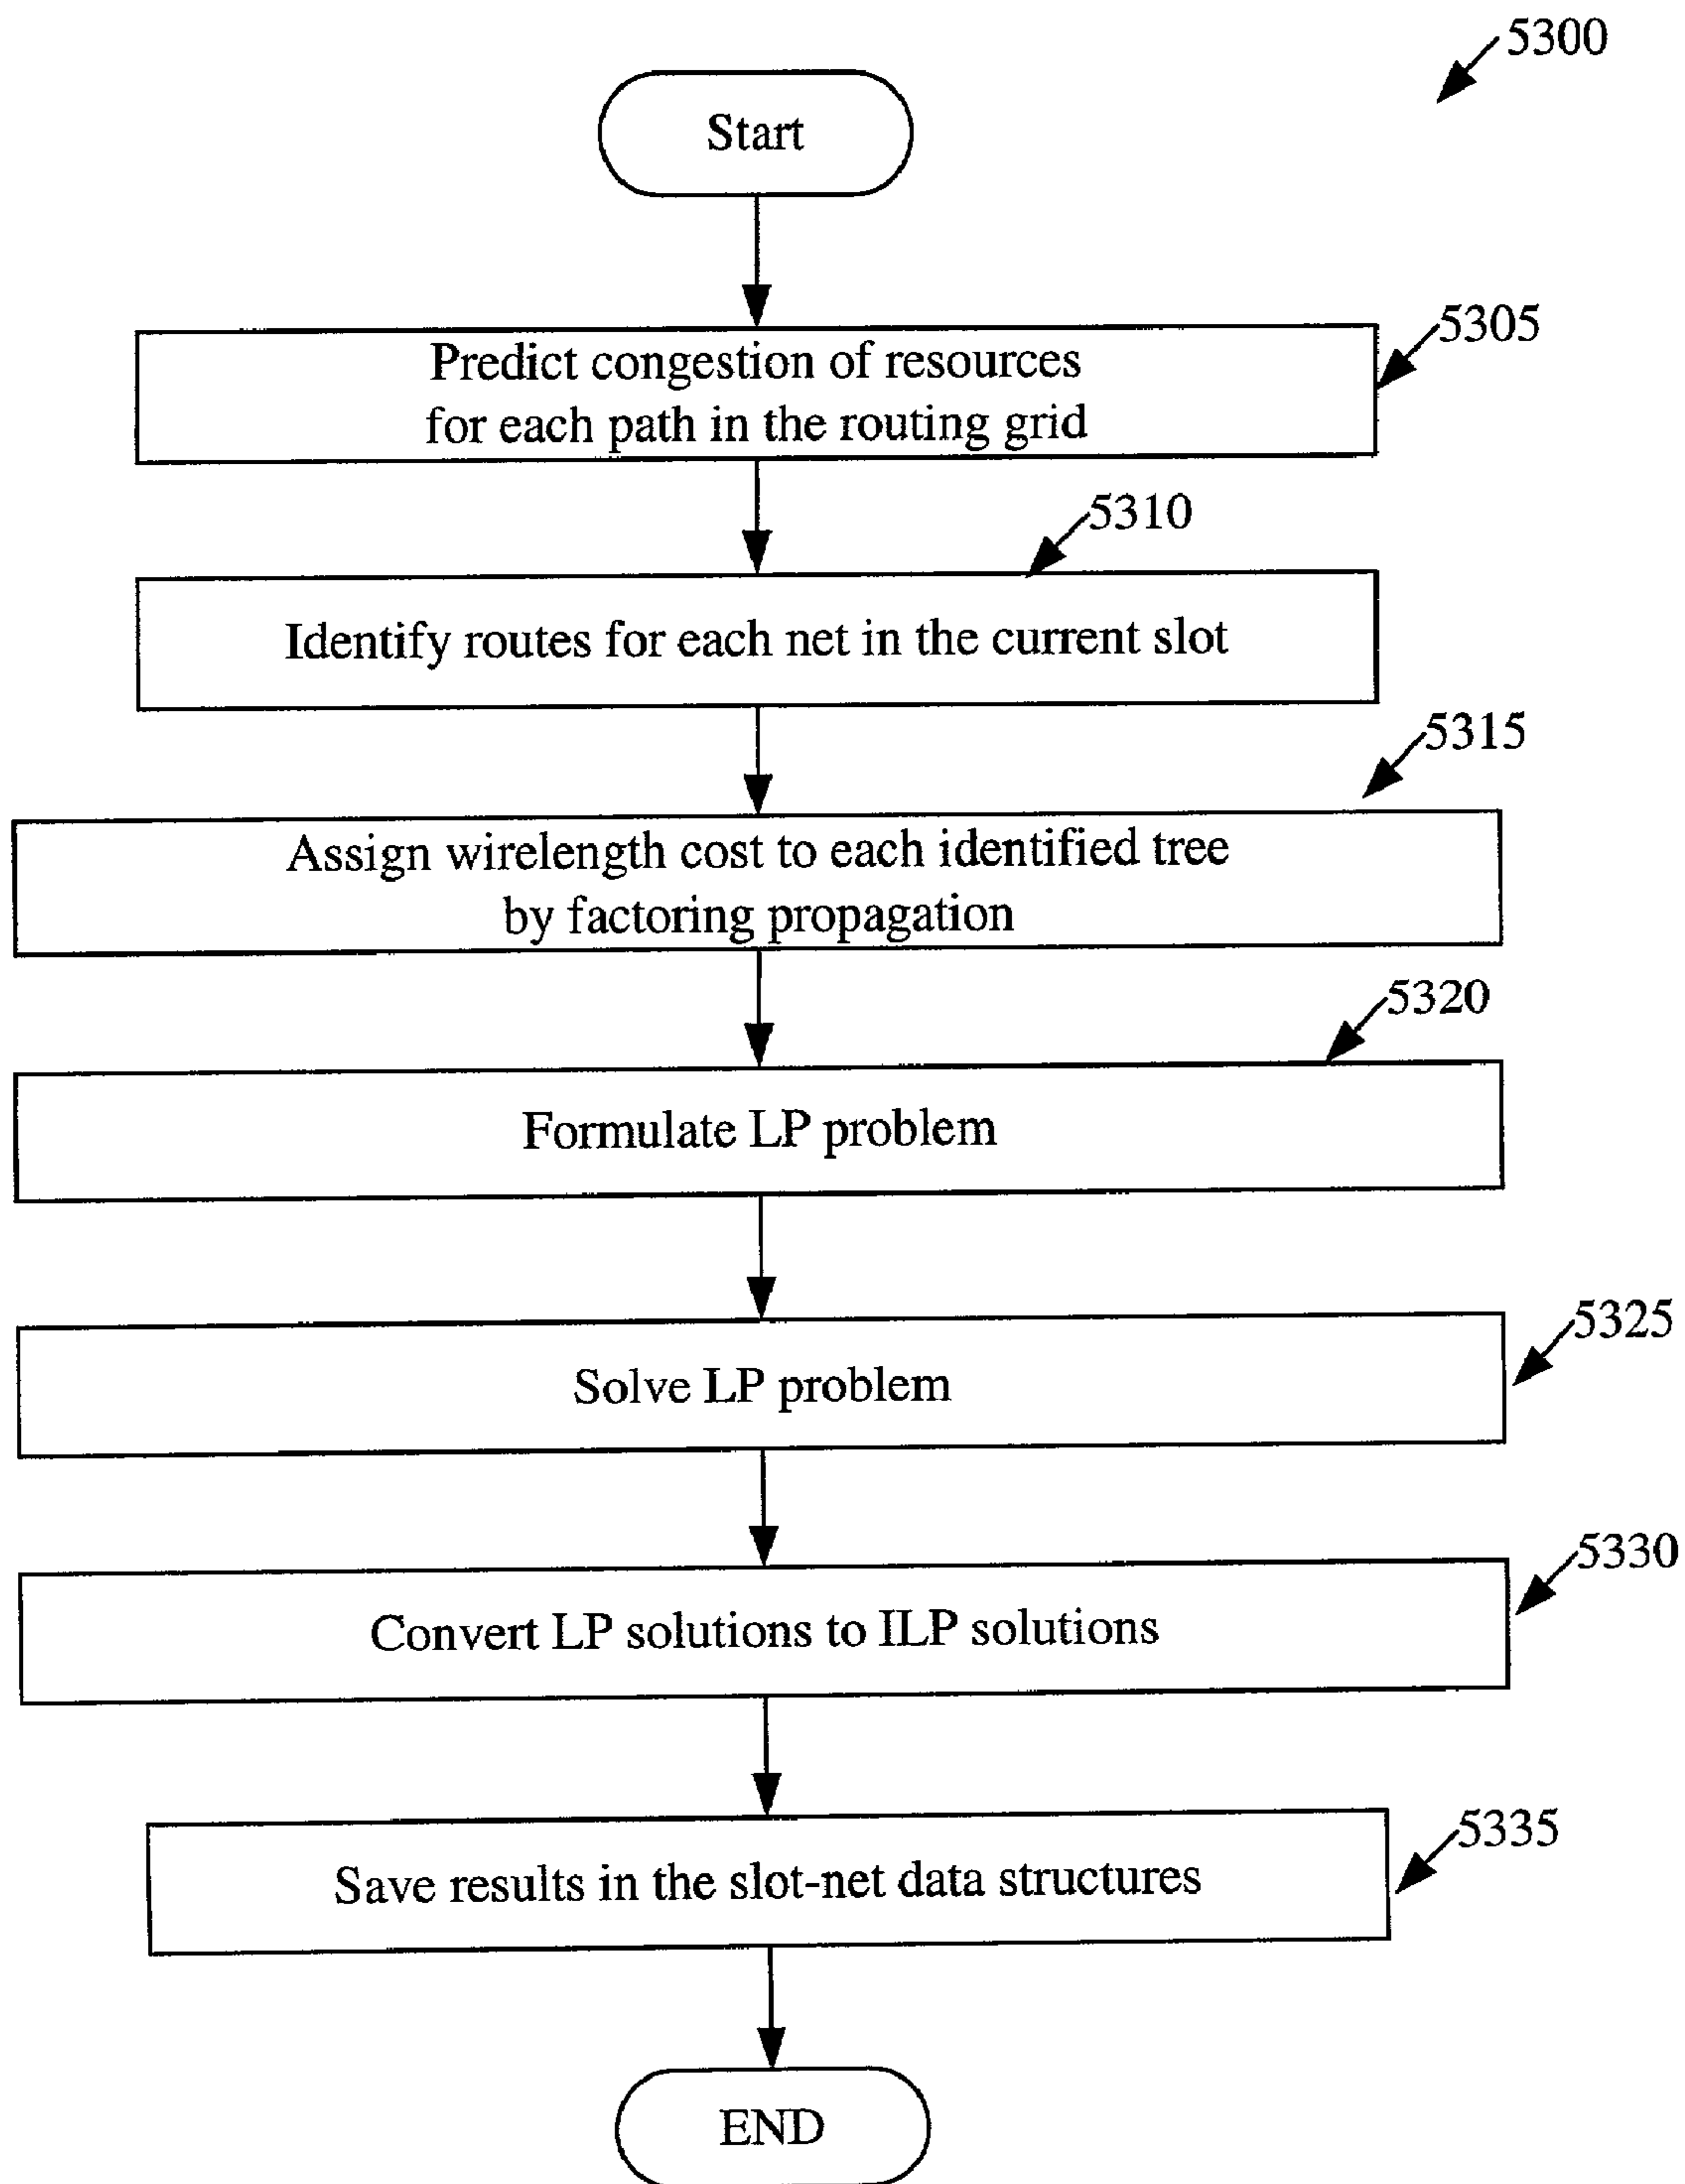 5300
Start
5305
Predict congestion of resources
for each path in the routing grid
5310
Identify routes for each net in the current slot
5315
Assign wirelength cost to each identified tree
by factoring propagation
5320
Formulate LP problem
5325
Solve LP problem
5330
Convert LP solutions to ILP solutions
5335
Save results in the slot-net data structures
END